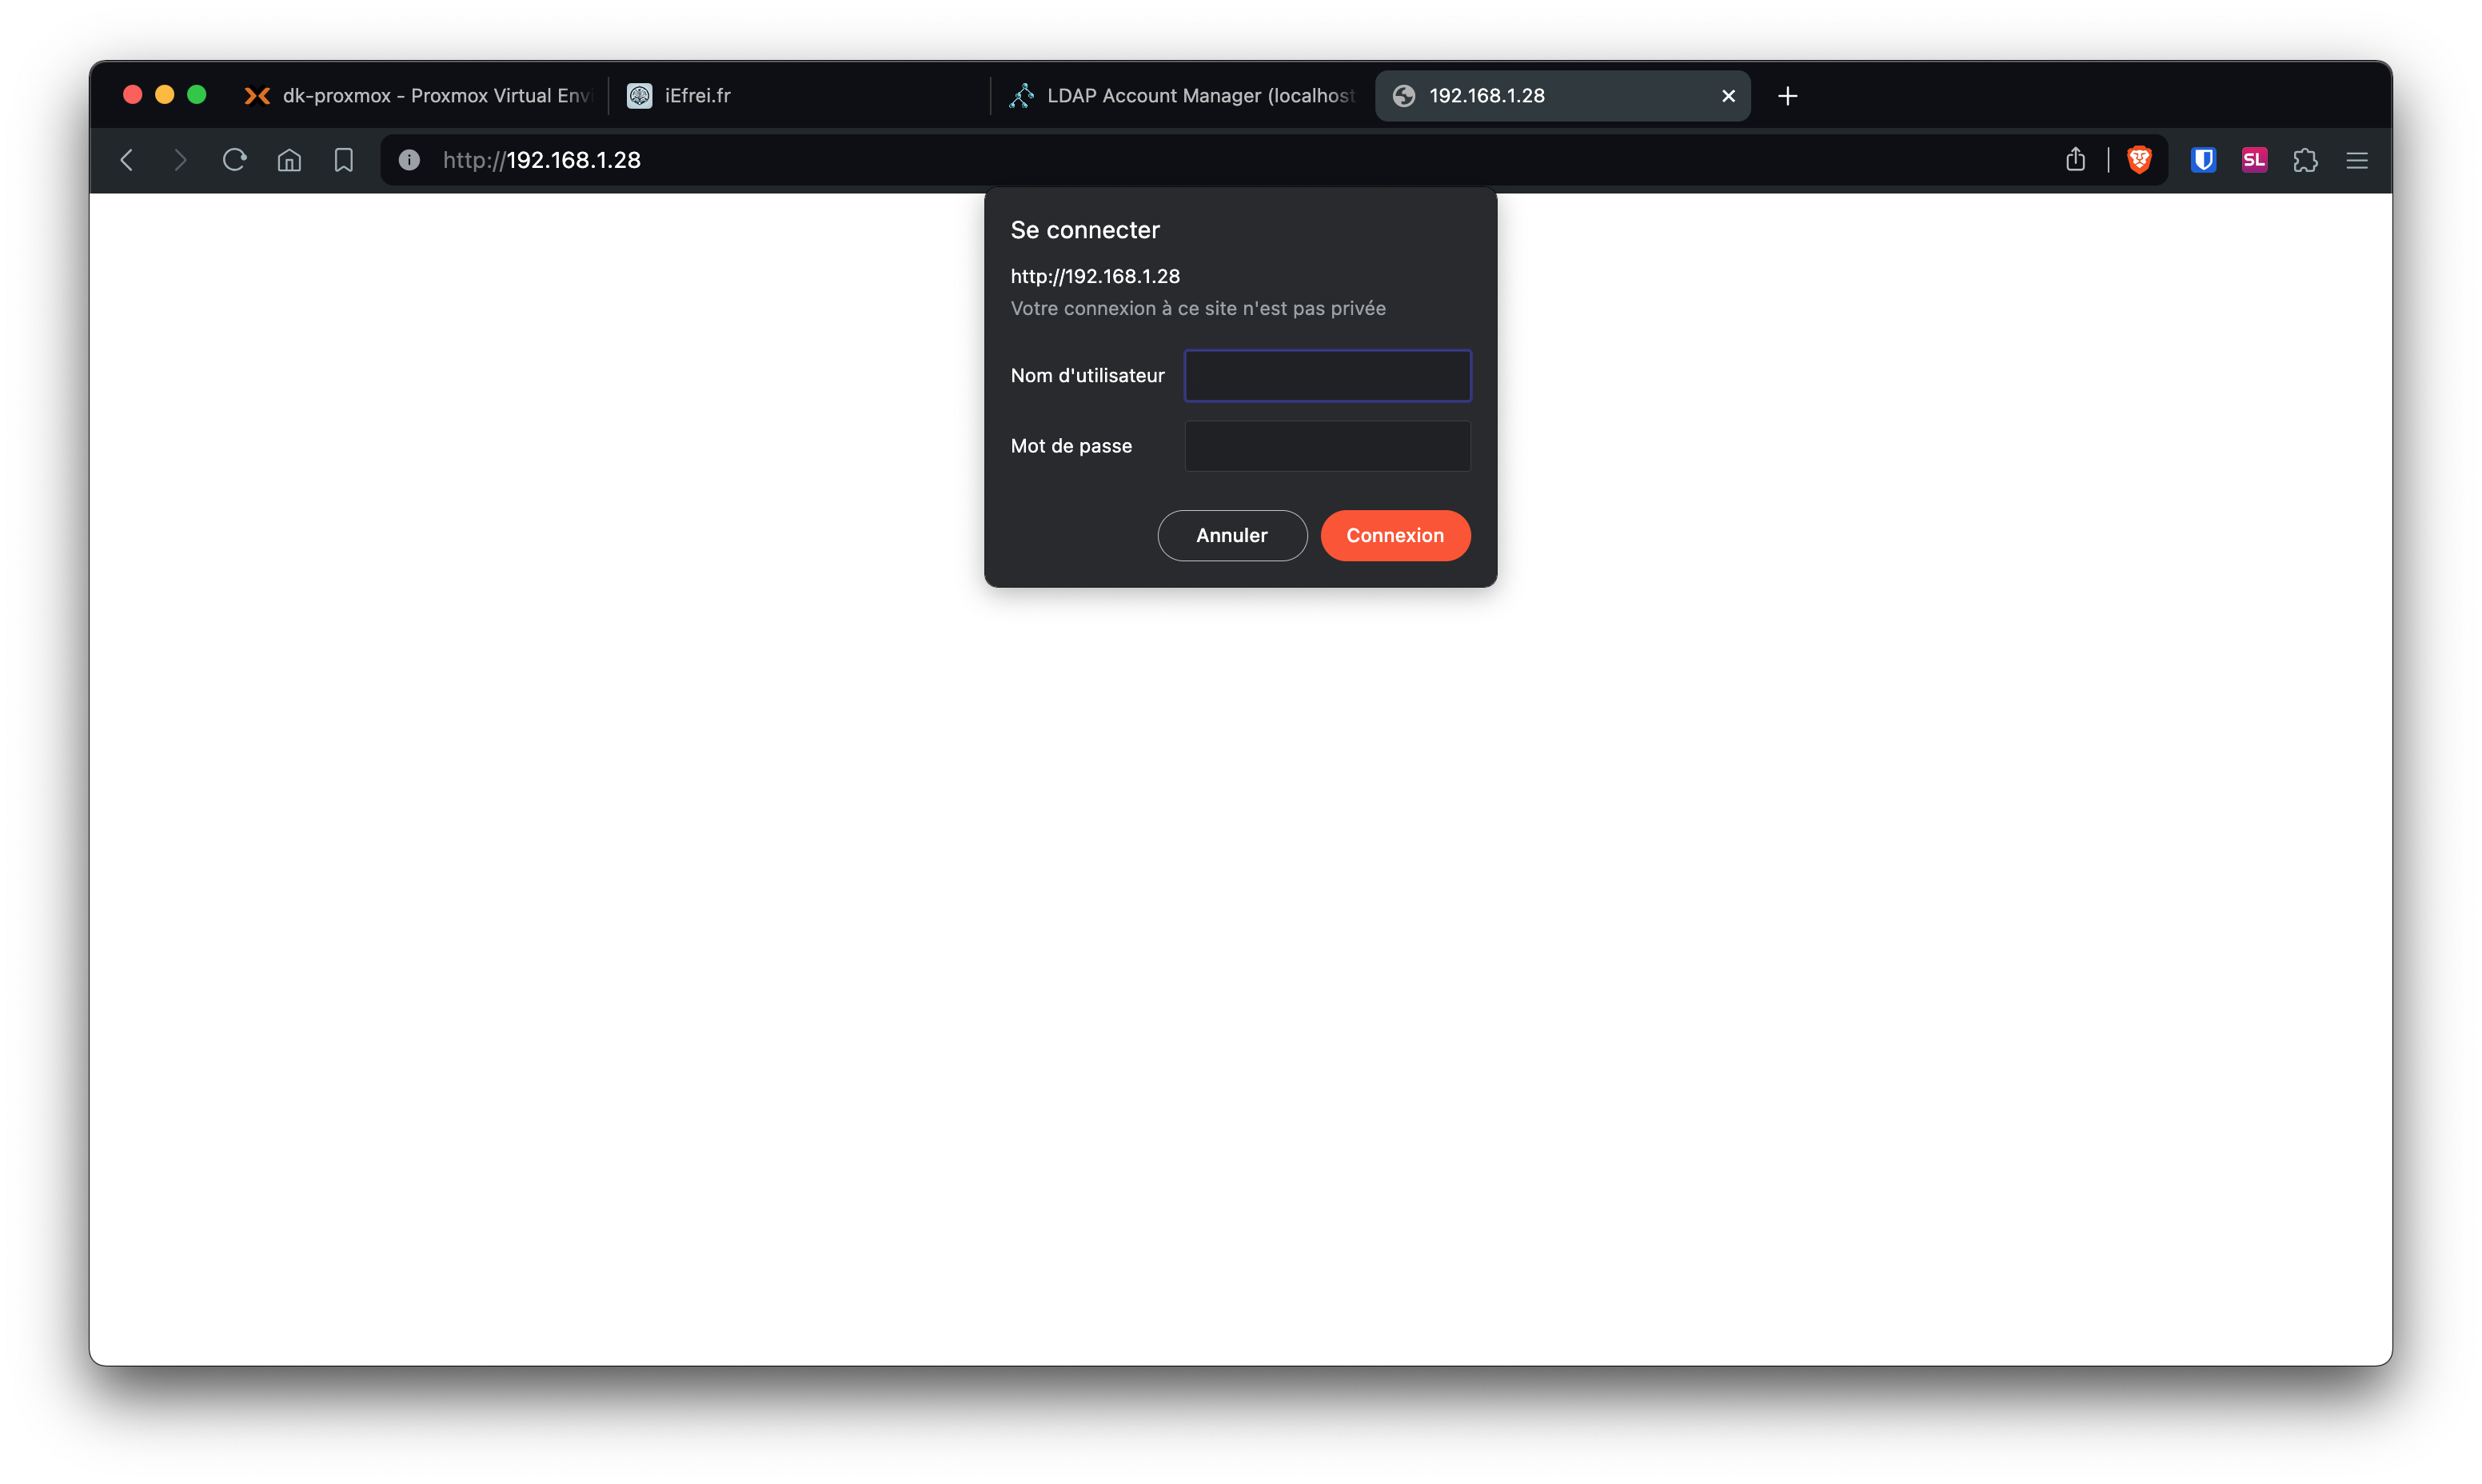 dk-proxmox - Proxmox Virtual Envi
iEfrei.fr
LDAP Account Manager (localhost
192.168.1.28
http://192.168.1.28
SL
Se connecter
http://192.168.1.28
Votre connexion à ce site n'est pas privée
Nom d'utilisateur
Mot de passe
Annuler
Connexion